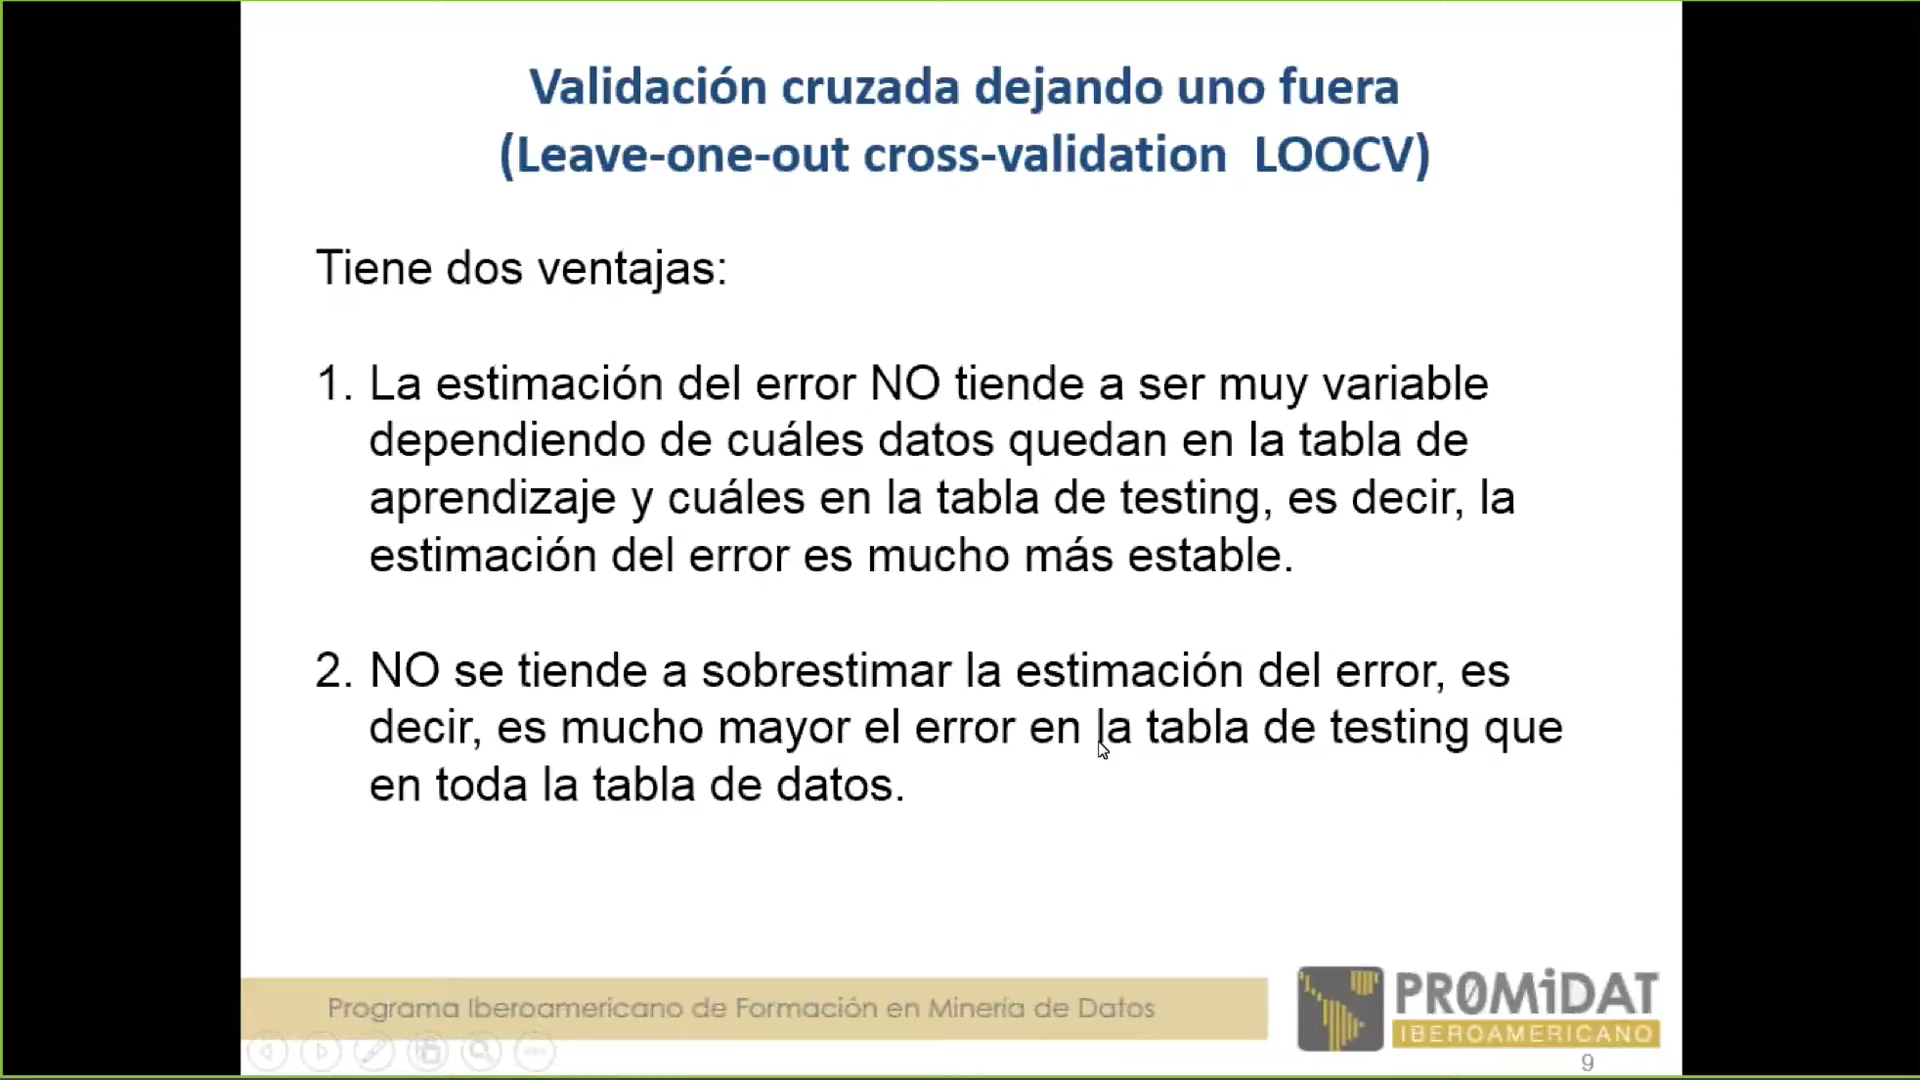 Validación cruzada dejando uno fuera
(Leave-one-out cross-validation LOOCV)
Tiene dos ventajas:
1. La estimación del error NO tiende a ser muy variable
dependiendo de cuáles datos quedan en la tabla de
aprendizaje y cuáles en la tabla de testing, es decir, la
estimación del error es mucho más estable.
2. NO se tiende a sobrestimar la estimación del error, es
decir, es mucho mayor el error en la tabla de testing que
en toda la tabla de datos.
Programa Iberoamericano de Formación en Minería de Datos
PR0MiDAT
IBEROAMERICANO
9